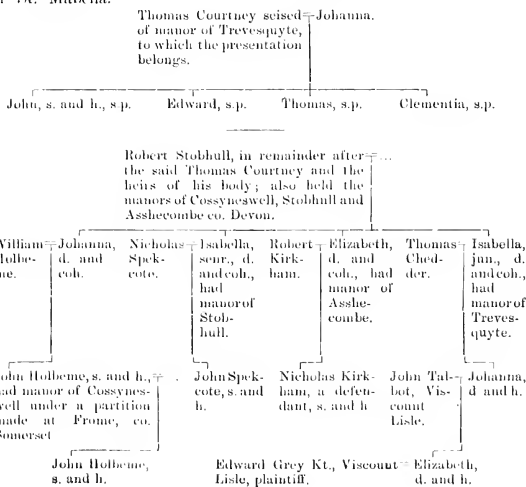 St. Mabena.
Thomas Courtney seised Johanna.
of manor of Trevesquyte,
to which the presentation
belongs.
John, s. and h., s.p. Edward, s.p. Thomas, s.p. Clementia, s.p.
Robert Stobhull, in remainder after ...
the said Thomas Courtney and the
heirs of his body; also held the
manors of Cossyneswell, Stobhull and
Asshecombe co. Devon.
William Holbeme. Johanna, d. and coh.
Nicholas Spekcote. Isabella, senr., d. and coh., had manor of Stobhull.
Robert Kirkham. Elizabeth, d. and coh., had manor of Asshecombe.
Thomas Chedder. Isabella, jun., d. and coh., had manor of Trevesquyte.
John Holbeme, s. and h.,
had manor of Cossyneswell
under a partition
made at Frome, co.
Somerset
John Spekcote, s. and h.
Nicholas Kirkham, a defendant, s. and h
John Talbot, Viscount Lisle.
Johanna, d and h.
John Holbeme,
s. and h.
Edward Grey Kt., Viscount Lisle, plaintiff.
Elizabeth, d. and h.